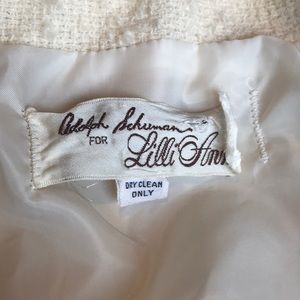 Adolph Schuman
FOR
Lilli Ann
DRY CLEAN
ONLY